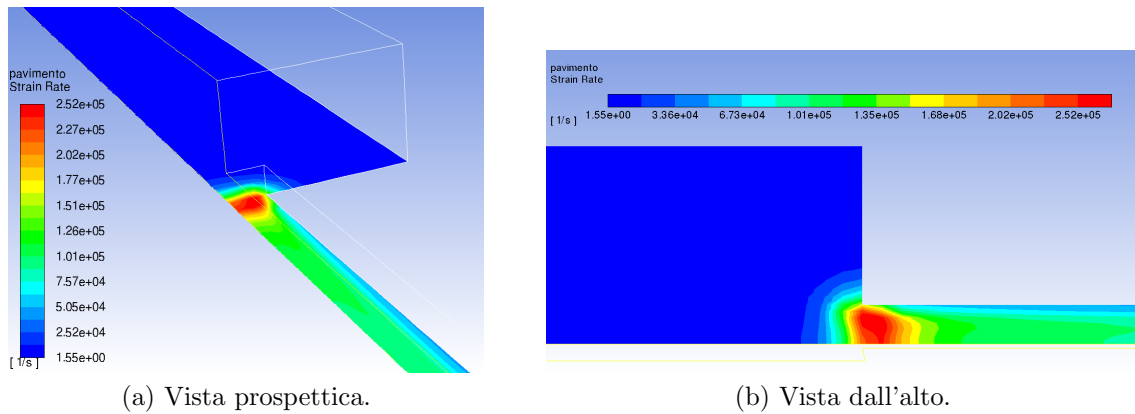 pavimento
Strain Rate
2.52e+05
2.27e+05
2.02e+05
1.77e+05
1.52e+05
1.26e+05
1.01e+05
7.57e+04
5.05e+04
2.52e+04
1.55e+00
[ 1/s ]
(a) Vista prospettica.
pavimento
Strain Rate
[ 1/s ]
1.55e+00 3.36e+04 6.73e+04 1.01e+05 1.35e+05 1.68e+05 2.02e+05 2.52e+05
(b) Vista dall'alto.